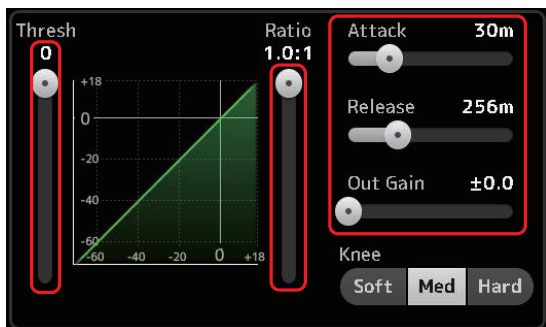 Thresh
0
Ratio
1.0:1
+18
0
-20
-40
-60
-60 -40 -20 0 +18
Attack 30m
Release 256m
Out Gain ±0.0
Knee
Soft Med Hard